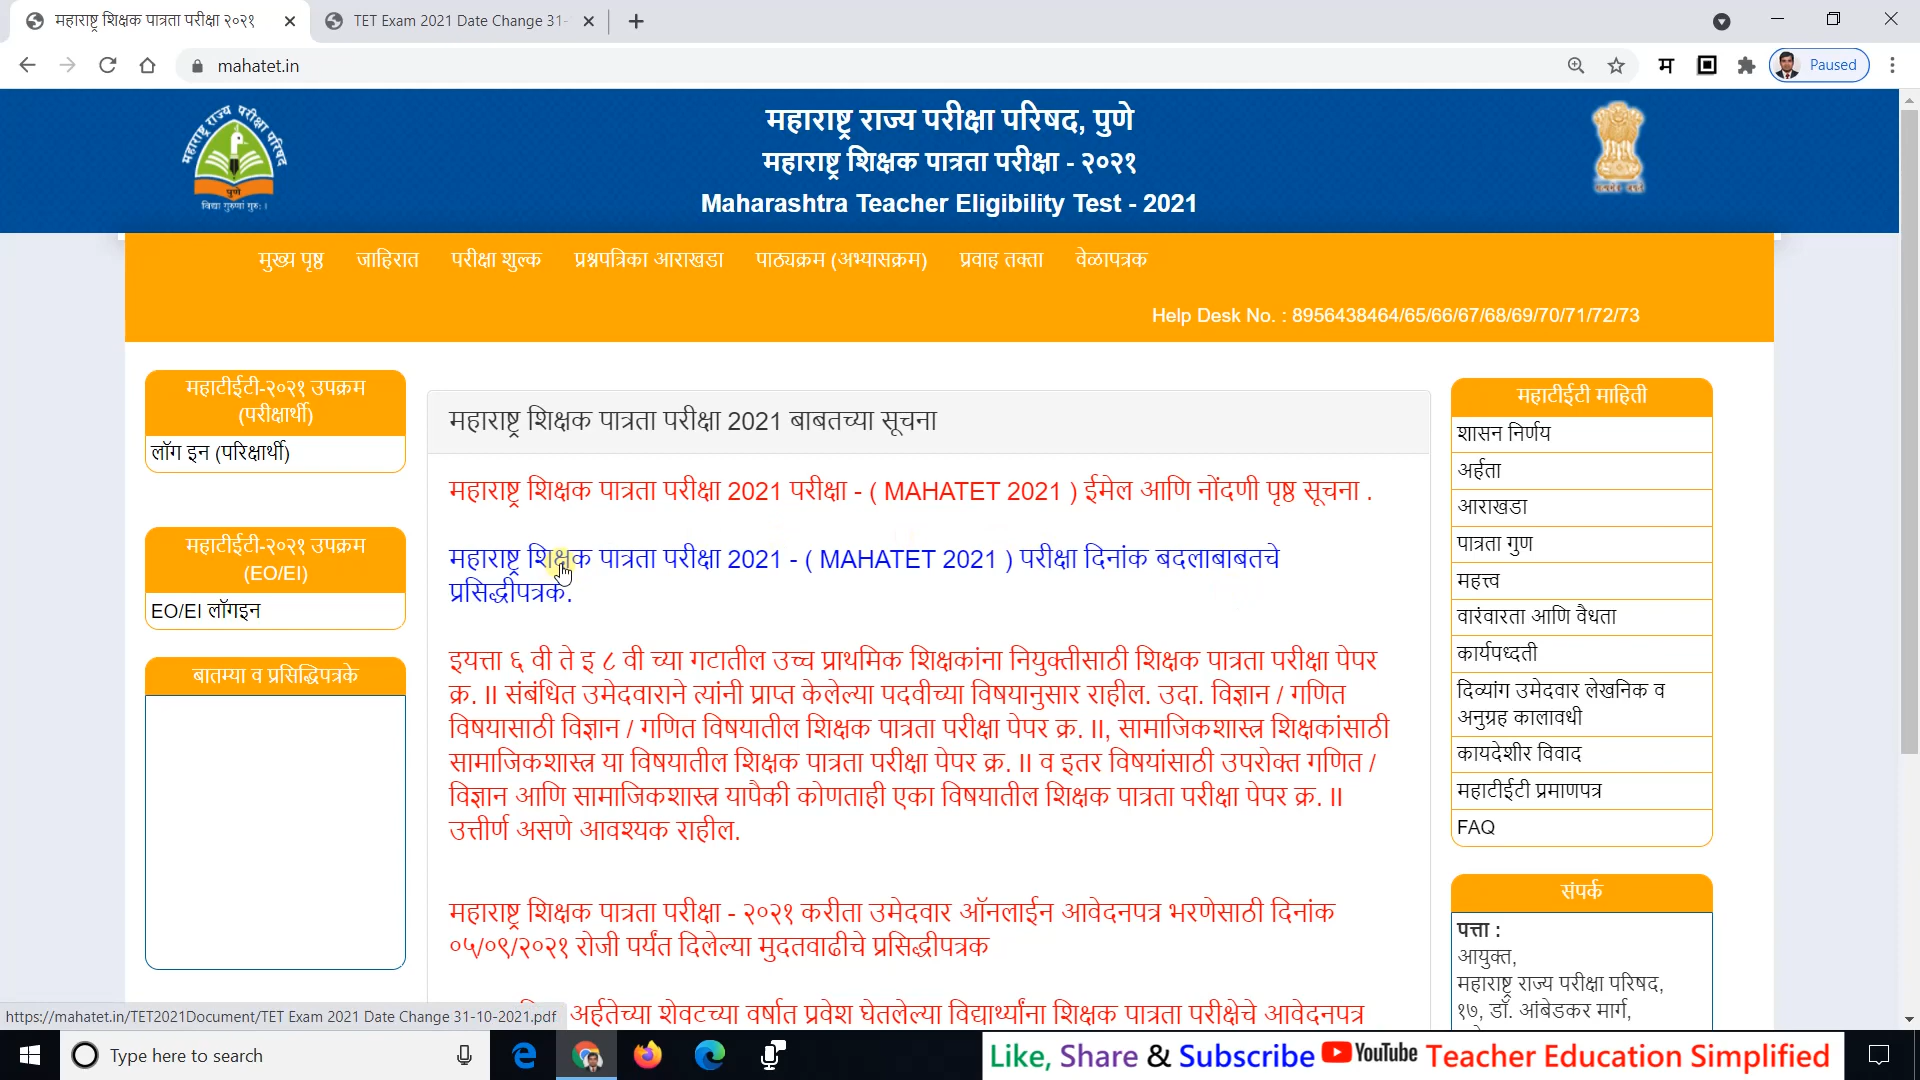 महाराष्ट्र शिक्षक पात्रता परीक्षा २०२१
TET Exam 2021 Date Change 31-
mahatet.in
Paused
महाराष्ट्र राज्य परीक्षा परिषद
पुणे
विद्या गुरुणां गुरुः ।
महाराष्ट्र राज्य परीक्षा परिषद, पुणे
महाराष्ट्र शिक्षक पात्रता परीक्षा - २०२१
Maharashtra Teacher Eligibility Test - 2021
मुख्य पृष्ठ जाहिरात परीक्षा शुल्क प्रश्नपत्रिका आराखडा पाठ्यक्रम (अभ्यासक्रम) प्रवाह तक्ता वेळापत्रक
Help Desk No. : 8956438464/65/66/67/68/69/70/71/72/73
महाटीईटी-२०२१ उपक्रम
(परीक्षार्थी)
लॉग इन (परिक्षार्थी)
महाटीईटी-२०२१ उपक्रम
(EO/EI)
EO/EI लॉगइन
बातम्या व प्रसिद्धिपत्रके
महाराष्ट्र शिक्षक पात्रता परीक्षा 2021 बाबतच्या सूचना
महाराष्ट्र शिक्षक पात्रता परीक्षा 2021 परीक्षा - ( MAHATET 2021 ) ईमेल आणि नोंदणी पृष्ठ सूचना .
महाराष्ट्र शिक्षक पात्रता परीक्षा 2021 - ( MAHATET 2021 ) परीक्षा दिनांक बदलाबाबतचे
प्रसिद्धीपत्रक.
इयत्ता ६ वी ते इ ८ वी च्या गटातील उच्च प्राथमिक शिक्षकांना नियुक्तीसाठी शिक्षक पात्रता परीक्षा पेपर
क्र. II संबंधित उमेदवाराने त्यांनी प्राप्त केलेल्या पदवीच्या विषयानुसार राहील. उदा. विज्ञान / गणित
विषयासाठी विज्ञान / गणित विषयातील शिक्षक पात्रता परीक्षा पेपर क्र. II, सामाजिकशास्त्र शिक्षकांसाठी
सामाजिकशास्त्र या विषयातील शिक्षक पात्रता परीक्षा पेपर क्र. II व इतर विषयांसाठी उपरोक्त गणित /
विज्ञान आणि सामाजिकशास्त्र यापैकी कोणताही एका विषयातील शिक्षक पात्रता परीक्षा पेपर क्र. II
उत्तीर्ण असणे आवश्यक राहील.
महाराष्ट्र शिक्षक पात्रता परीक्षा - २०२१ करीता उमेदवार ऑनलाईन आवेदनपत्र भरणेसाठी दिनांक
०५/०९/२०२१ रोजी पर्यंत दिलेल्या मुदतवाढीचे प्रसिद्धीपत्रक
अर्हतेच्या शेवटच्या वर्षात प्रवेश घेतलेल्या विद्यार्थ्यांना शिक्षक पात्रता परीक्षेचे आवेदनपत्र
महाटीईटी माहिती
शासन निर्णय
अर्हता
आराखडा
पात्रता गुण
महत्त्व
वारंवारता आणि वैधता
कार्यपध्दती
दिव्यांग उमेदवार लेखनिक व
अनुग्रह कालावधी
कायदेशीर विवाद
महाटीईटी प्रमाणपत्र
FAQ
संपर्क
पत्ता :
आयुक्त,
महाराष्ट्र राज्य परीक्षा परिषद,
१७, डॉ. आंबेडकर मार्ग,
https://mahatet.in/TET2021Document/TET Exam 2021 Date Change 31-10-2021.pdf
Type here to search
Like, Share & Subscribe YouTube Teacher Education Simplified